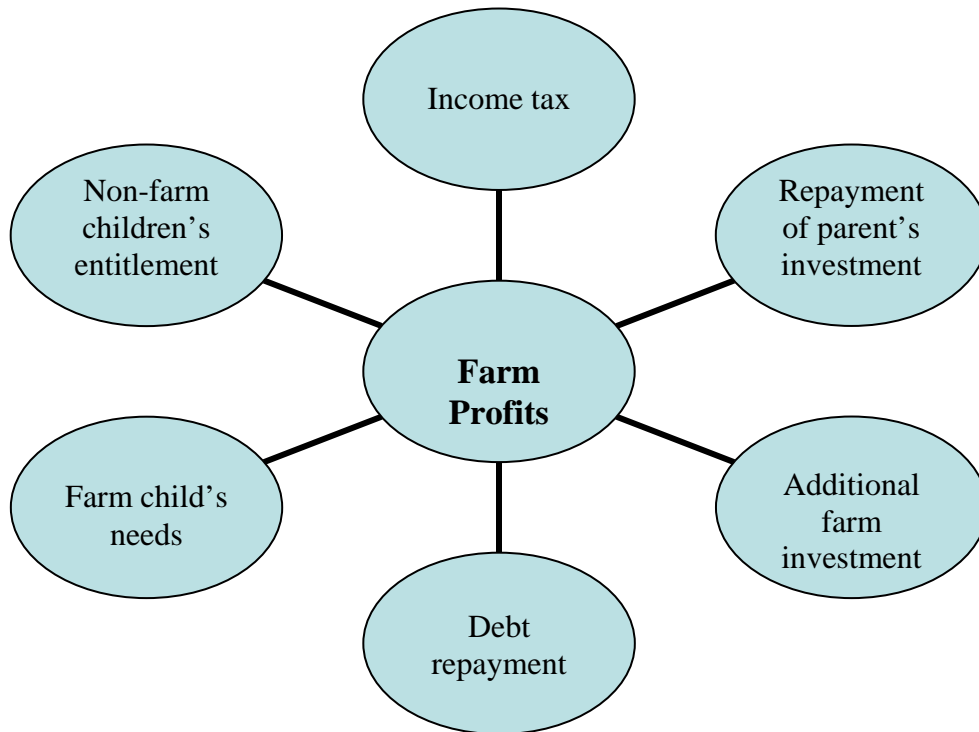 Income tax
Non-farm
children’s
entitlement
Repayment
of parent’s
investment
Farm
Profits
Farm child’s
needs
Additional
farm
investment
Debt
repayment